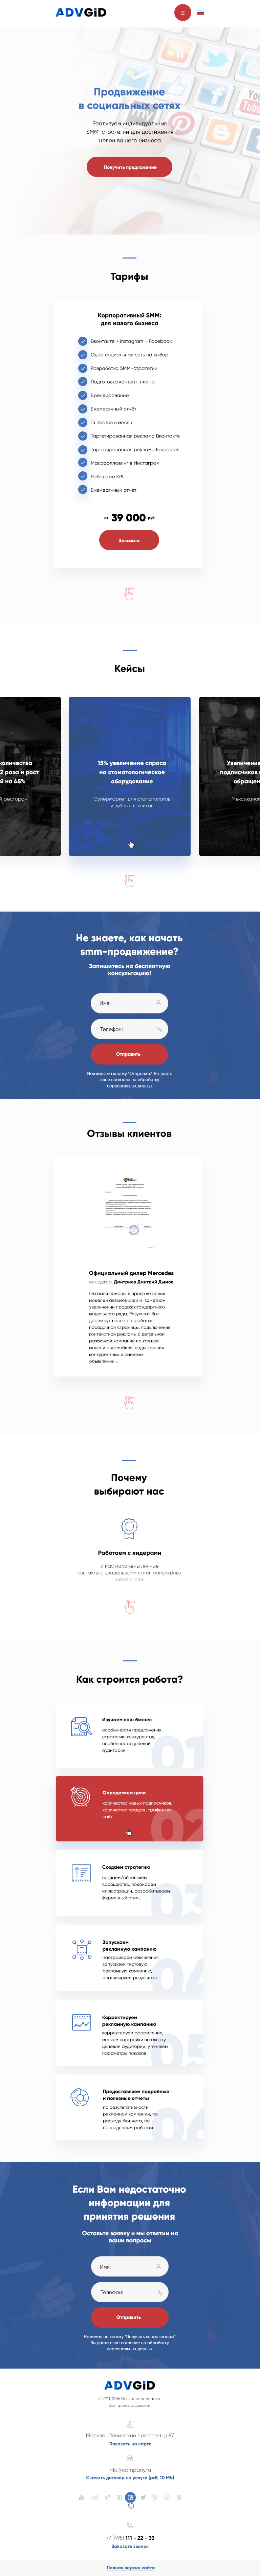 ADVGiD
Продвижение
в социальных сетях
Реализуем индивидуальные
SMM-стратегии для достижения
целей вашего бизнеса.
Получить предложение
Тарифы
Корпоративный SMM:
для малого бизнеса
Вконтакте + Instagram + Facebook
Одна социальная сеть на выбор
Разработка SMM-стратегии
Подготовка контент-плана
Брендирование
Ежемесячный отчёт
15 постов в месяц
Таргетированная реклама Вконтакте
Таргетированная реклама Facebook
Массфолловинг в Инстаграм
Работа по KPI
Ежемесячный отчёт
от 39 000 руб.
Заказать
Кейсы
количества
2 раза и рост
й на 45%
й ресторан
15% увеличение спроса
на стоматологическое
оборудование
Супермаркет для стоматологов
и зубных техников
Увеличение
подписчиков
обращен
Мексиканс
Не знаете, как начать
smm-продвижение?
Запишитесь на бесплатную
консультацию!
Имя:
Телефон:
Отправить
Нажимая на кнопку "Отправить" Вы даете
свое согласие на обработку
персональных данных
Отзывы клиентов
Официальный дилер Mercedes
менеджер: Дмитриев Дмитрий Дымов
Оказали помощь в продаже новых
моделей автомобилей и заметном
увеличении продаж стандартного
модельного ряда. Результат был
достигнут после разработки
посадочной страницы, подключения
контекстной рекламы с детальной
разбивкой кампания по каждой
модели автомобиля, подключения
конкурентных и смежных
объявлений...
Почему
выбирают нас
Работаем с лидерами
У нас налажены личные
контакты с владельцами сотен популярных
сообществ
Как строится работа?
01
Изучаем ваш бизнес
особенности предложения,
стратегию конкурентов,
особенности целевой
аудитории
02
Определяем цели:
количество новых подписчиков,
количество продаж, трафик на
сайт
03
Создаем стратегию
создаем/обновляем
сообщество, подбираем
иллюстрации, разрабатываем
фирменный стиль
04
Запускаем
рекламную кампанию
настраиваем объявления,
запускаем тестовую
рекламную кампанию,
анализируем результаты
05
Корректируем
рекламную кампанию
корректируем оформление,
меняем настройки по охвату
целевой аудитории, уточняем
параметры показов
06
Предоставляем подробные
и полезные отчеты
по результативности
рекламной кампании, по
расходу бюджета, по
проведенным работам
Если Вам недостаточно
информации для
принятия решения
Оставьте заявку и мы ответим на
ваши вопросы
Имя:
Телефон:
Отправить
Нажимая на кнопку "Получить консультацию"
Вы даете свое согласие на обработку
персональных данных
ADVGiD
Все права защищены
Москва, Ленинский проспект, д.87
Показать на карте
info@company.ru
Скачать договор на услуги (pdf, 10 Mb)
+7 (495) 111 - 22 - 33
Заказать звонок
Полная версия сайта